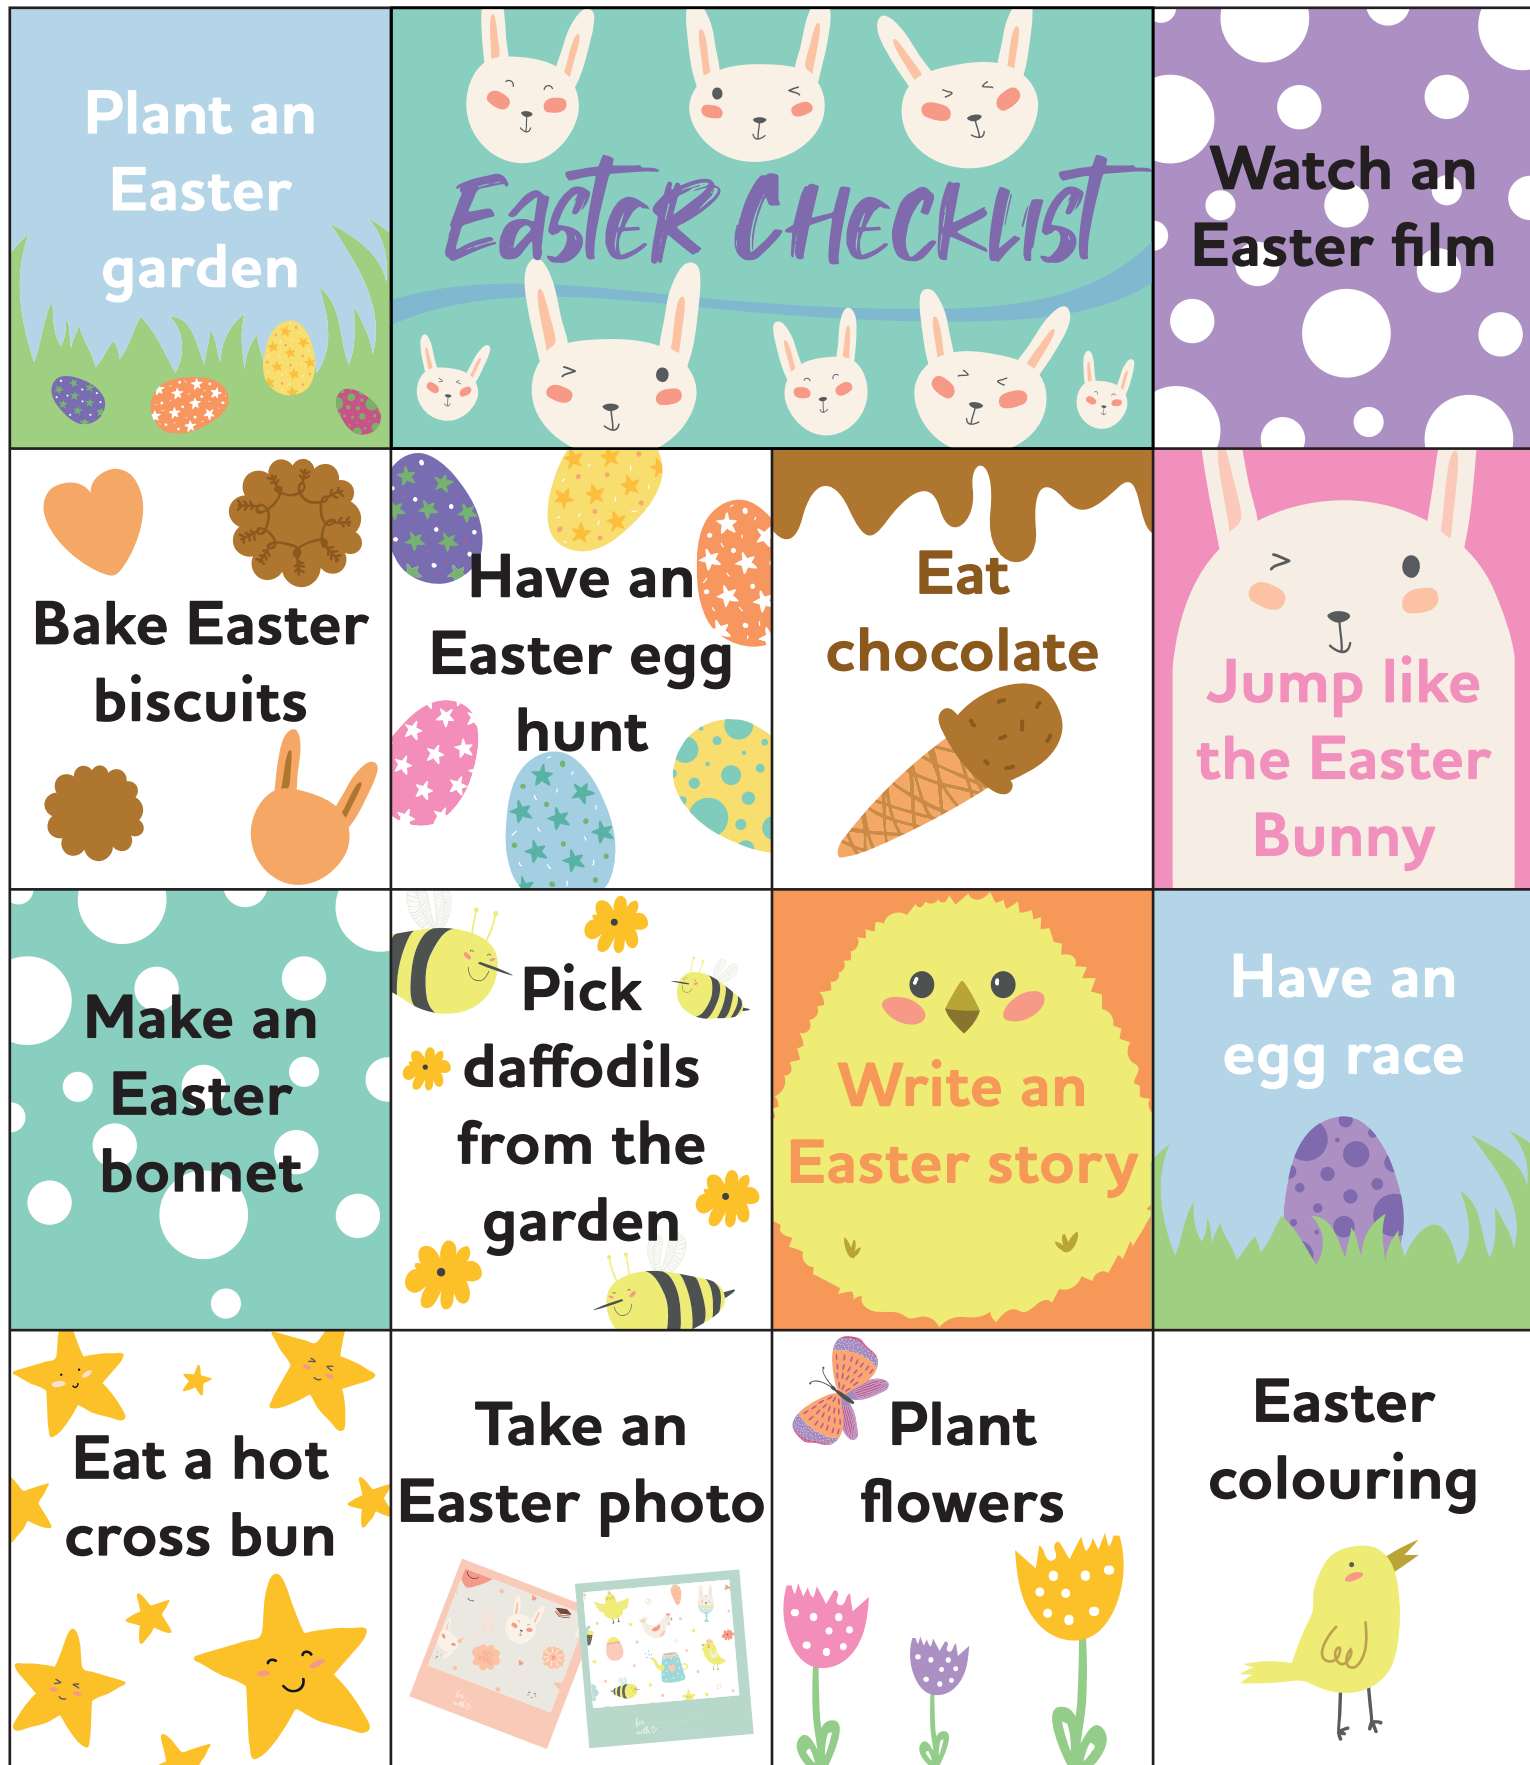 Plant an
Easter
garden
EASTER CHECKLIST
Watch an
Easter film
Bake Easter
biscuits
Have an
Easter egg
hunt
Eat
chocolate
Jump like
the Easter
Bunny
Make an
Easter
bonnet
Pick
daffodils
from the
garden
Write an
Easter story
Have an
egg race
Eat a hot
cross bun
Take an
Easter photo
Plant
flowers
Easter
colouring